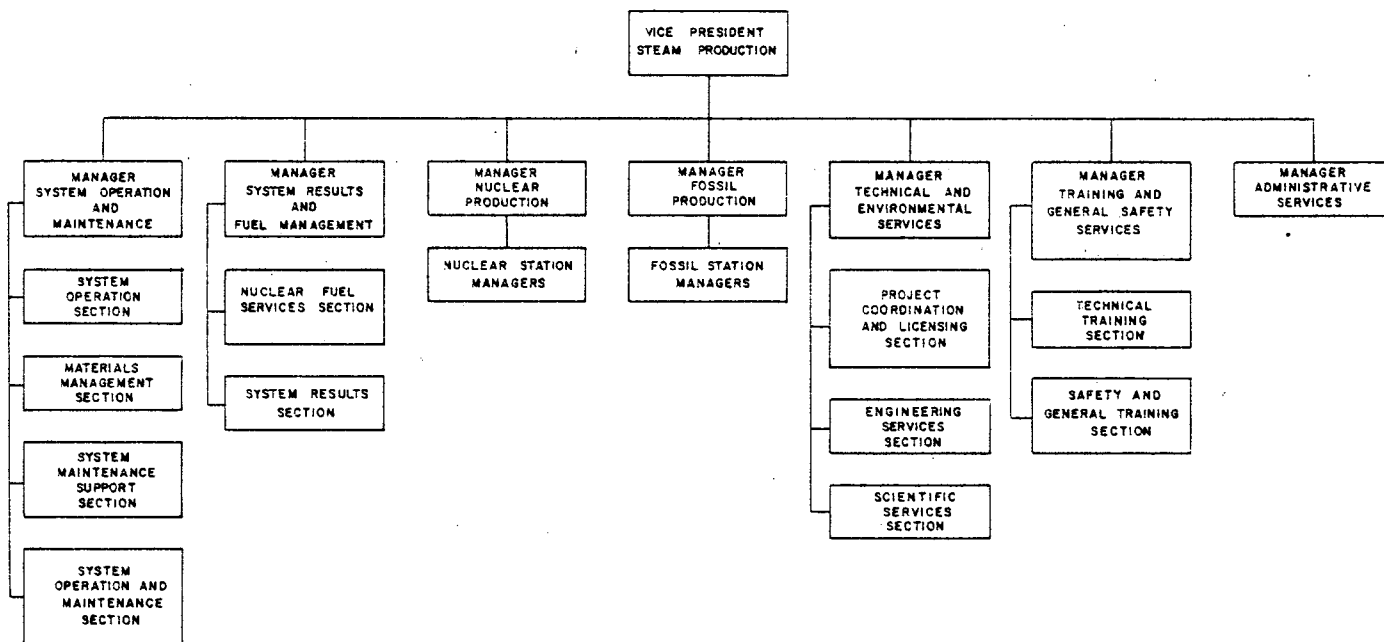 VICE PRESIDENT
STEAM PRODUCTION
MANAGER
SYSTEM OPERATION
AND
MAINTENANCE
SYSTEM
OPERATION
SECTION
MATERIALS
MANAGEMENT
SECTION
SYSTEM
MAINTENANCE
SUPPORT
SECTION
SYSTEM
OPERATION AND
MAINTENANCE
SECTION
MANAGER
SYSTEM RESULTS
AND
FUEL MANAGEMENT
NUCLEAR FUEL
SERVICES SECTION
SYSTEM RESULTS
SECTION
MANAGER
NUCLEAR
PRODUCTION
NUCLEAR STATION
MANAGERS
MANAGER
FOSSIL
PRODUCTION
FOSSIL STATION
MANAGERS
MANAGER
TECHNICAL AND
ENVIRONMENTAL
SERVICES
PROJECT
COORDINATION
AND LICENSING
SECTION
ENGINEERING
SERVICES
SECTION
SCIENTIFIC
SERVICES
SECTION
MANAGER
TRAINING AND
GENERAL SAFETY
SERVICES
TECHNICAL
TRAINING
SECTION
SAFETY AND
GENERAL TRAINING
SECTION
MANAGER
ADMINISTRATIVE
SERVICES